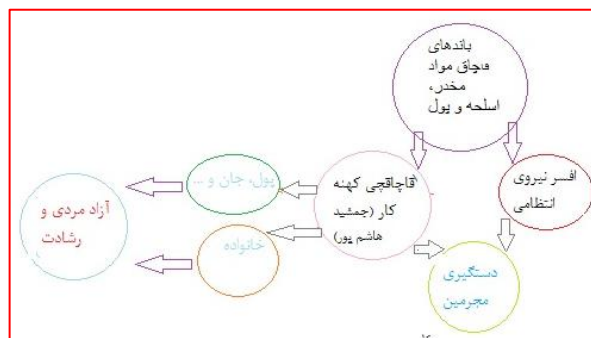 باندهای
قاچاق مواد
مخدر،
اسلحه و پول
افسر نیروی
انتظامی
قاچاقچی کهنه
کار (جمشید
هاشم پور)
پول، جان و ...
خانواده
آزاد مردی و
رشادت
دستگیری
مجرمین